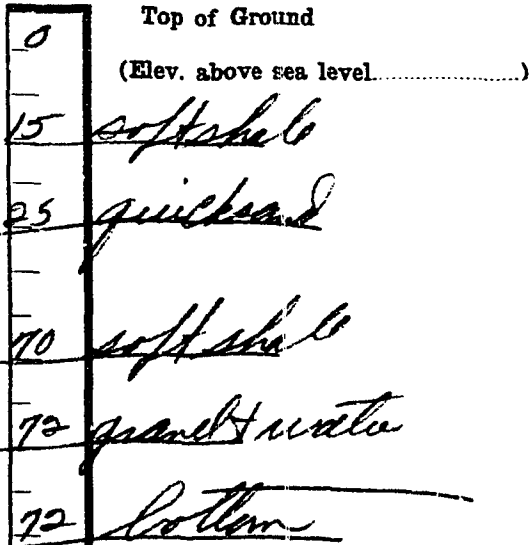 Top of Ground
0
(Elev. above sea level....................)
15 soft shale
25 quicksand
70 soft shale
72 gravel & water
72 bottom